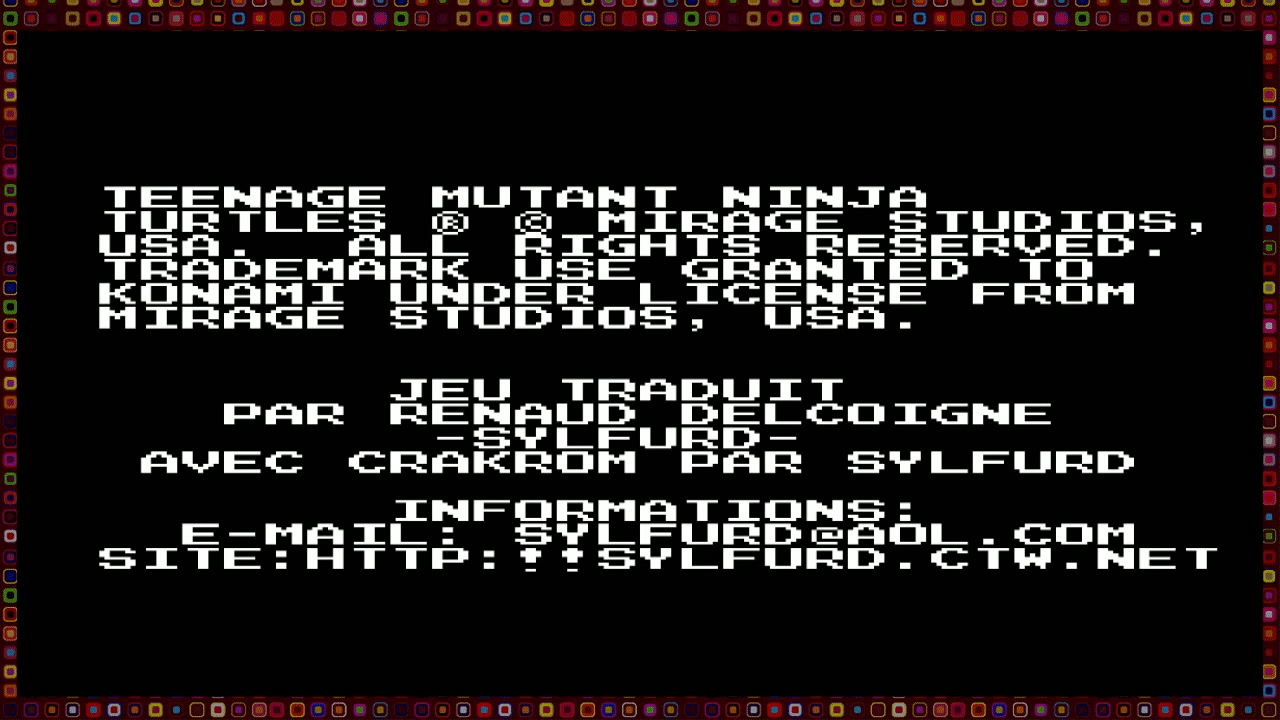 TEENAGE MUTANT NINJA
TURTLES ® © MIRAGE STUDIOS,
USA. ALL RIGHTS RESERVED.
TRADEMARK USE GRANTED TO
KONAMI UNDER LICENSE FROM
MIRAGE STUDIOS, USA.
JEU TRADUIT
PAR RENAUD DELCOIGNE
-SYLFURD-
AVEC CRAKROM PAR SYLFURD
INFORMATIONS:
E-MAIL: SYLFURD@AOL.COM
SITE:HTTP:!!SYLFURD.CTW.NET